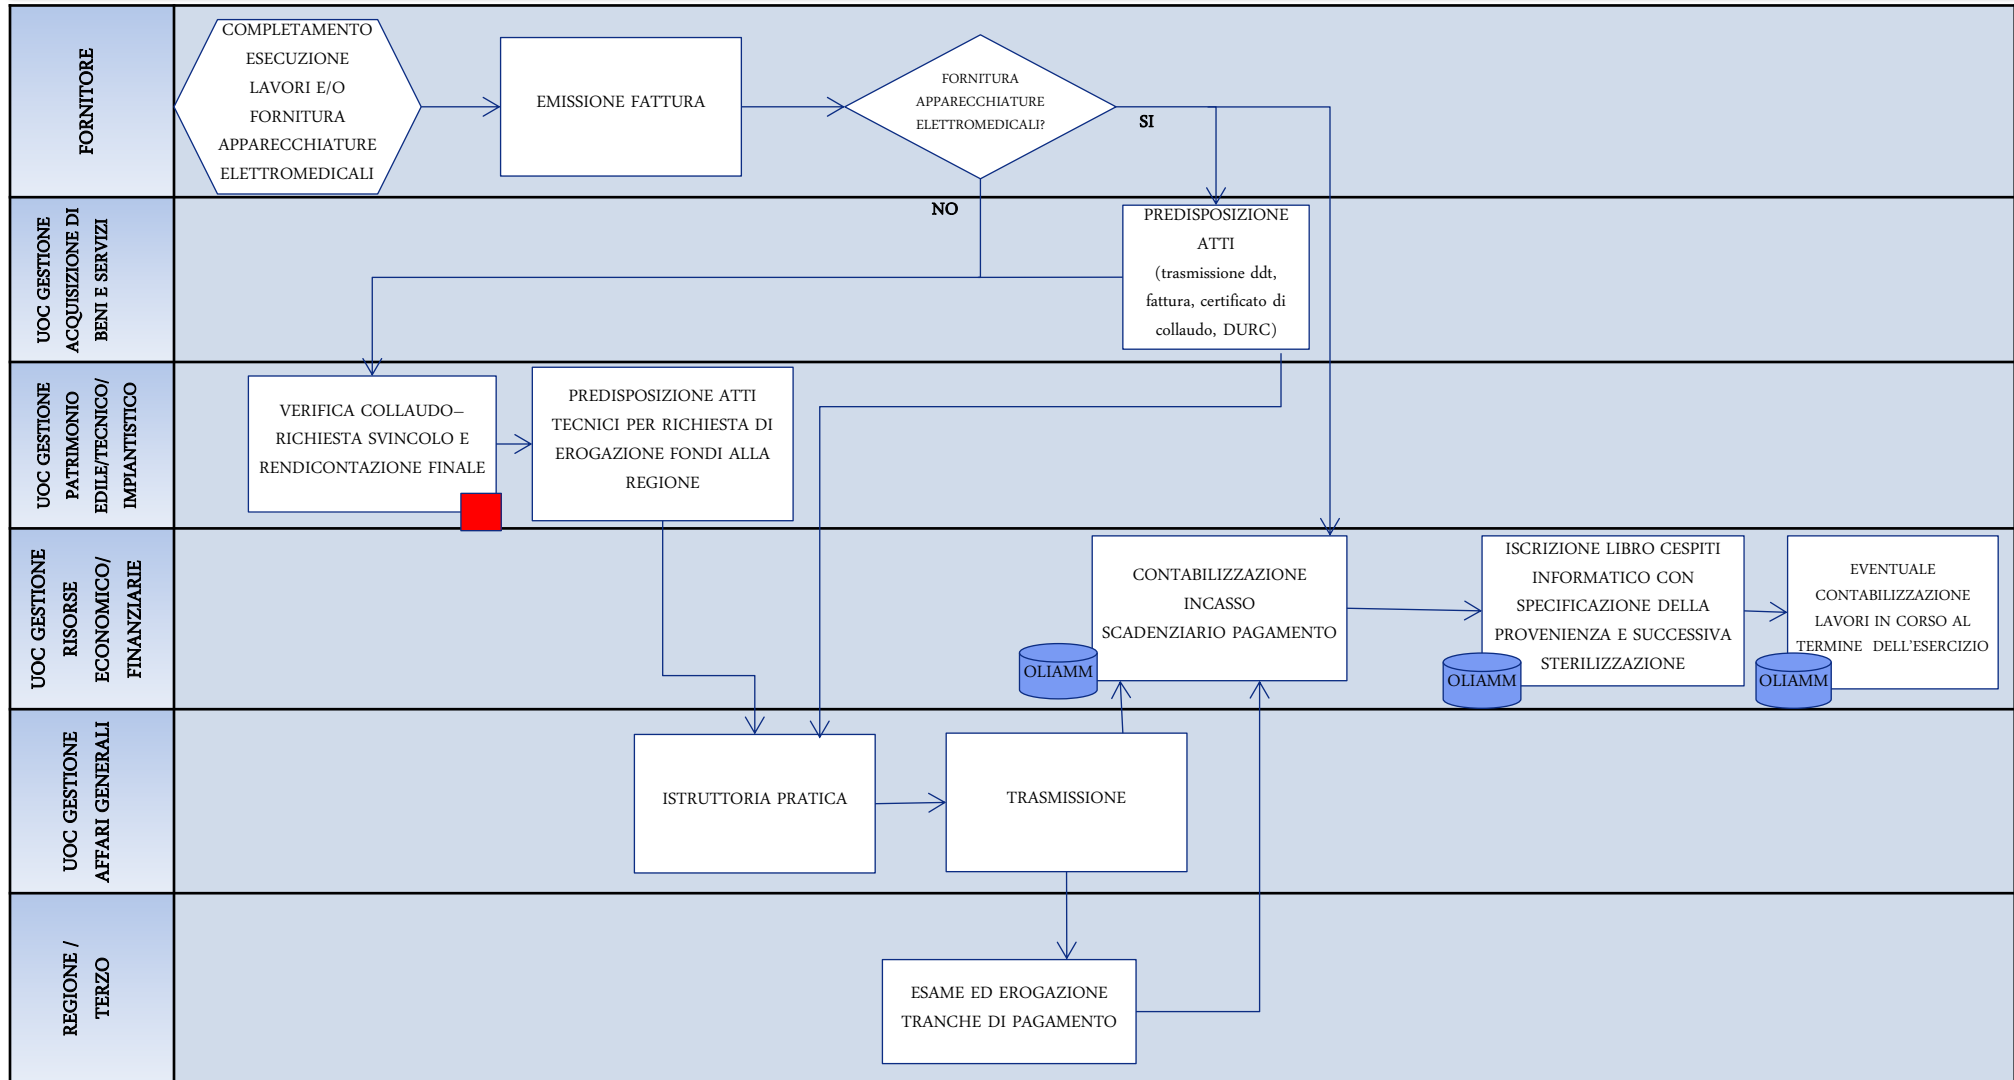 FORNITORE
COMPLETAMENTO
ESECUZIONE
LAVORI E/O
FORNITURA
APPARECCHIATURE
ELETTROMEDICALI
EMISSIONE FATTURA
FORNITURA
APPARECCHIATURE
ELETTROMEDICALI?
SI
NO
UOC GESTIONE
ACQUISIZIONE DI
BENI E SERVIZI
PREDISPOSIZIONE
ATTI
(trasmissione ddt,
fattura, certificato di
collaudo, DURC)
UOC GESTIONE
PATRIMONIO
EDILE/TECNICO/
IMPIANTISTICO
VERIFICA COLLAUDO–
RICHIESTA SVINCOLO E
RENDICONTAZIONE FINALE
PREDISPOSIZIONE ATTI
TECNICI PER RICHIESTA DI
EROGAZIONE FONDI ALLA
REGIONE
UOC GESTIONE
RISORSE
ECONOMICO/
FINANZIARIE
CONTABILIZZAZIONE
INCASSO
SCADENZIARIO PAGAMENTO
OLIAMM
ISCRIZIONE LIBRO CESPITI
INFORMATICO CON
SPECIFICAZIONE DELLA
PROVENIENZA E SUCCESSIVA
STERILIZZAZIONE
OLIAMM
EVENTUALE
CONTABILIZZAZIONE
LAVORI IN CORSO AL
TERMINE DELL'ESERCIZIO
OLIAMM
UOC GESTIONE
AFFARI GENERALI
ISTRUTTORIA PRATICA
TRASMISSIONE
REGIONE /
TERZO
ESAME ED EROGAZIONE
TRANCHE DI PAGAMENTO